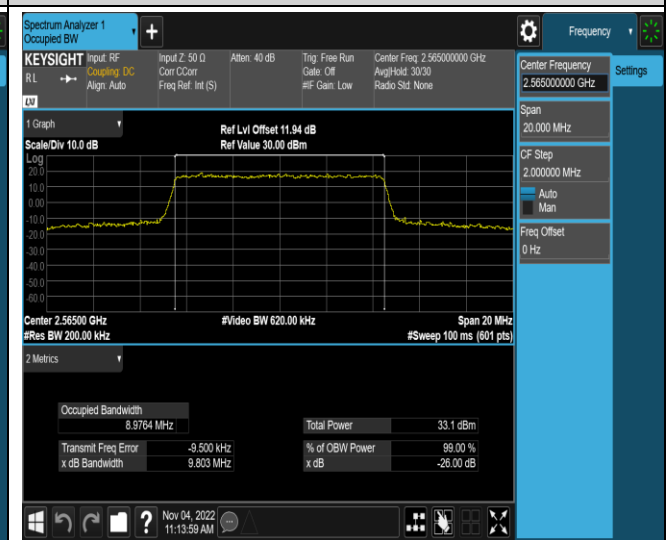 Spectrum Analyzer 1
Occupied BW
Frequency
KEYSIGHT
R L
Input: RF
Coupling: DC
Align: Auto
Input Z: 50 Ω
Corr CCorr
Freq Ref: Int (S)
Atten: 40 dB
Trig: Free Run
Gate: Off
#IF Gain: Low
Center Freq: 2.565000000 GHz
Avg|Hold: 30/30
Radio Std: None
Center Frequency
2.565000000 GHz
Settings
Span
20.000 MHz
CF Step
2.000000 MHz
Auto
Man
Freq Offset
0 Hz
1 Graph
Scale/Div 10.0 dB
Ref Lvl Offset 11.94 dB
Ref Value 30.00 dBm
Log
20.0
10.0
0.00
-10.0
-20.0
-30.0
-40.0
-50.0
-60.0
Center 2.56500 GHz
#Video BW 620.00 kHz
Span 20 MHz
#Res BW 200.00 kHz
#Sweep 100 ms (601 pts)
2 Metrics
Occupied Bandwidth
8.9764 MHz
Total Power 33.1 dBm
Transmit Freq Error -9.500 kHz
% of OBW Power 99.00 %
x dB Bandwidth 9.803 MHz
x dB -26.00 dB
Nov 04, 2022
11:13:59 AM